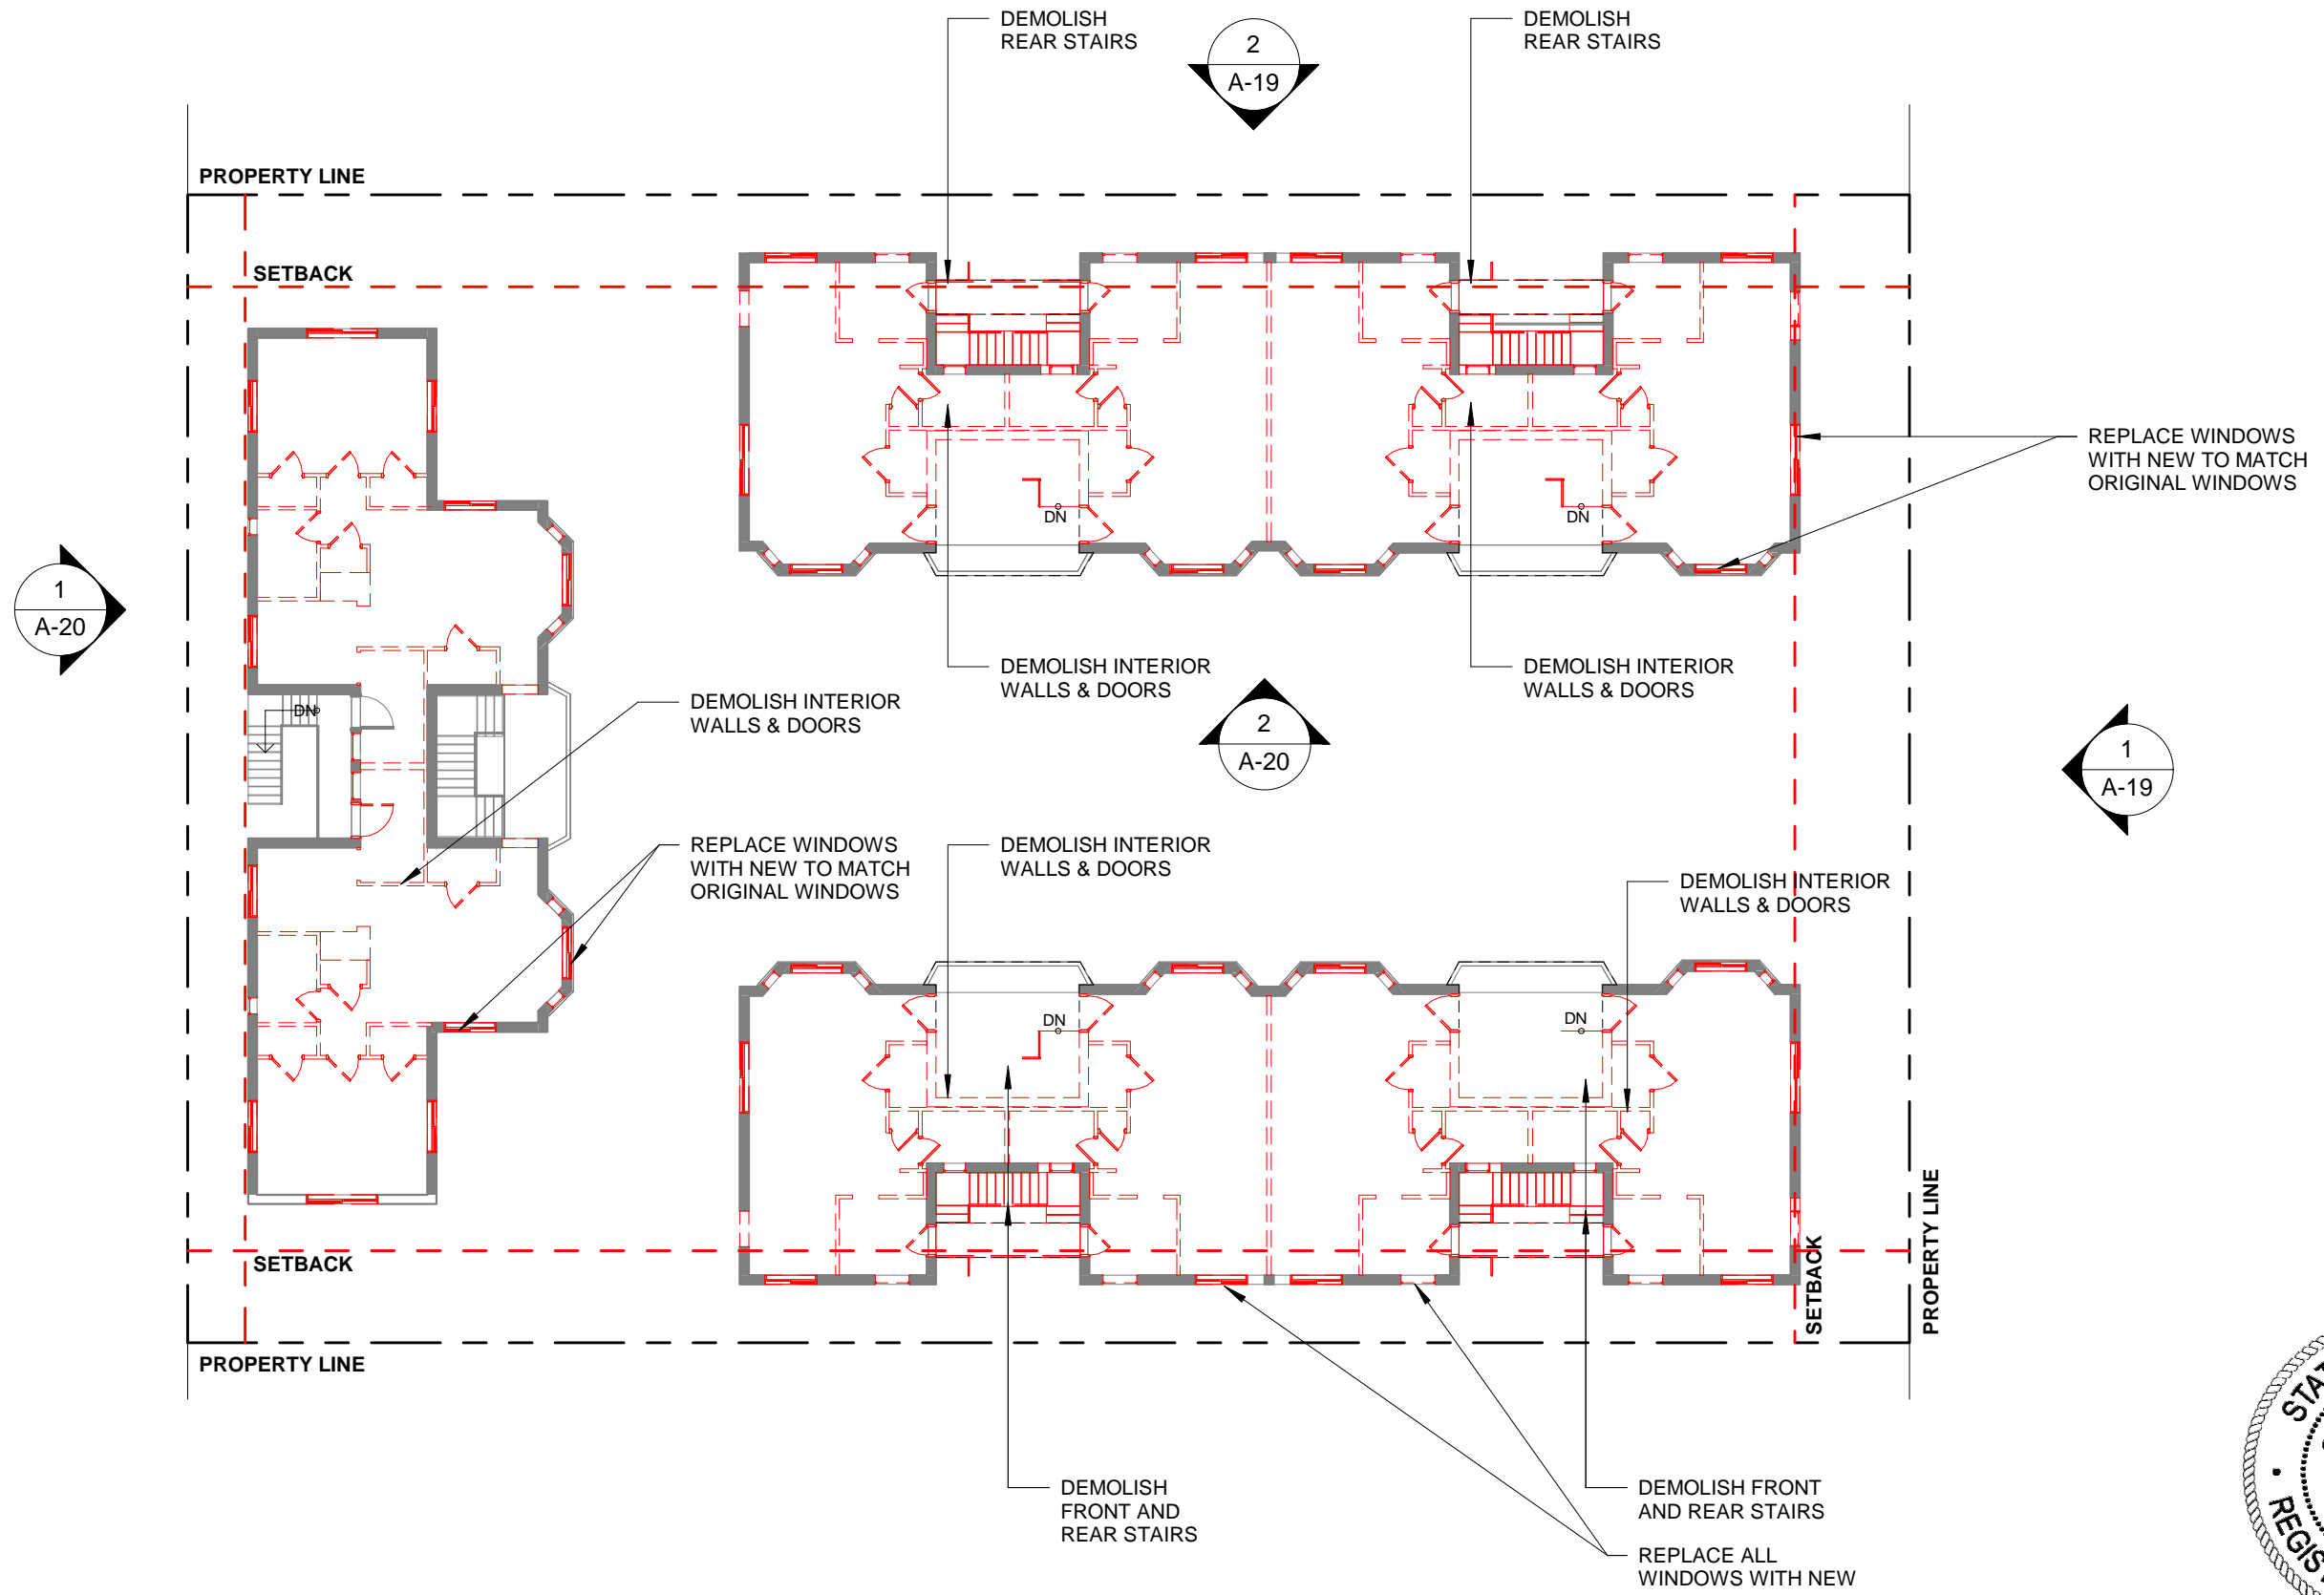 DEMOLISH
REAR STAIRS
2
A-19
DEMOLISH
REAR STAIRS
PROPERTY LINE
SETBACK
REPLACE WINDOWS
WITH NEW TO MATCH
ORIGINAL WINDOWS
DN
DN
1
A-20
DEMOLISH INTERIOR
WALLS & DOORS
DEMOLISH INTERIOR
WALLS & DOORS
DEMOLISH INTERIOR
WALLS & DOORS
DN
2
A-20
1
A-19
REPLACE WINDOWS
WITH NEW TO MATCH
ORIGINAL WINDOWS
DEMOLISH INTERIOR
WALLS & DOORS
DEMOLISH INTERIOR
WALLS & DOORS
DN
DN
SETBACK
SETBACK
PROPERTY LINE
PROPERTY LINE
DEMOLISH
FRONT AND
REAR STAIRS
DEMOLISH FRONT
AND REAR STAIRS
REPLACE ALL
WINDOWS WITH NEW